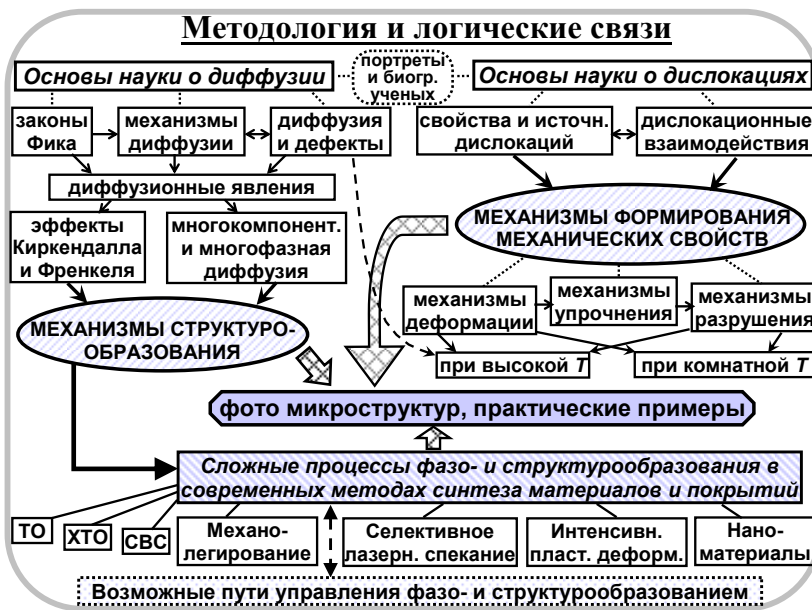 Методология и логические связи
портреты
и биогр.
ученых
Основы науки о диффузии
Основы науки о дислокациях
законы
Фика
механизмы
диффузии
диффузия
и дефекты
свойства и источн.
дислокаций
дислокационные
взаимодействия
диффузионные явления
эффекты
Киркендалла
и Френкеля
многокомпонент.
и многофазная
диффузия
МЕХАНИЗМЫ ФОРМИРОВАНИЯ
МЕХАНИЧЕСКИХ СВОЙСТВ
механизмы
деформации
механизмы
упрочнения
механизмы
разрушения
МЕХАНИЗМЫ СТРУКТУРО-
ОБРАЗОВАНИЯ
при высокой Т
при комнатной Т
фото микроструктур, практические примеры
Сложные процессы фазо- и структурообразования в
современных методах синтеза материалов и покрытий
ТО
ХТО
СВС
Механо-
легирование
Селективное
лазерн. спекание
Интенсивн.
пласт. деформ.
Нано-
материалы
Возможные пути управления фазо- и структурообразованием